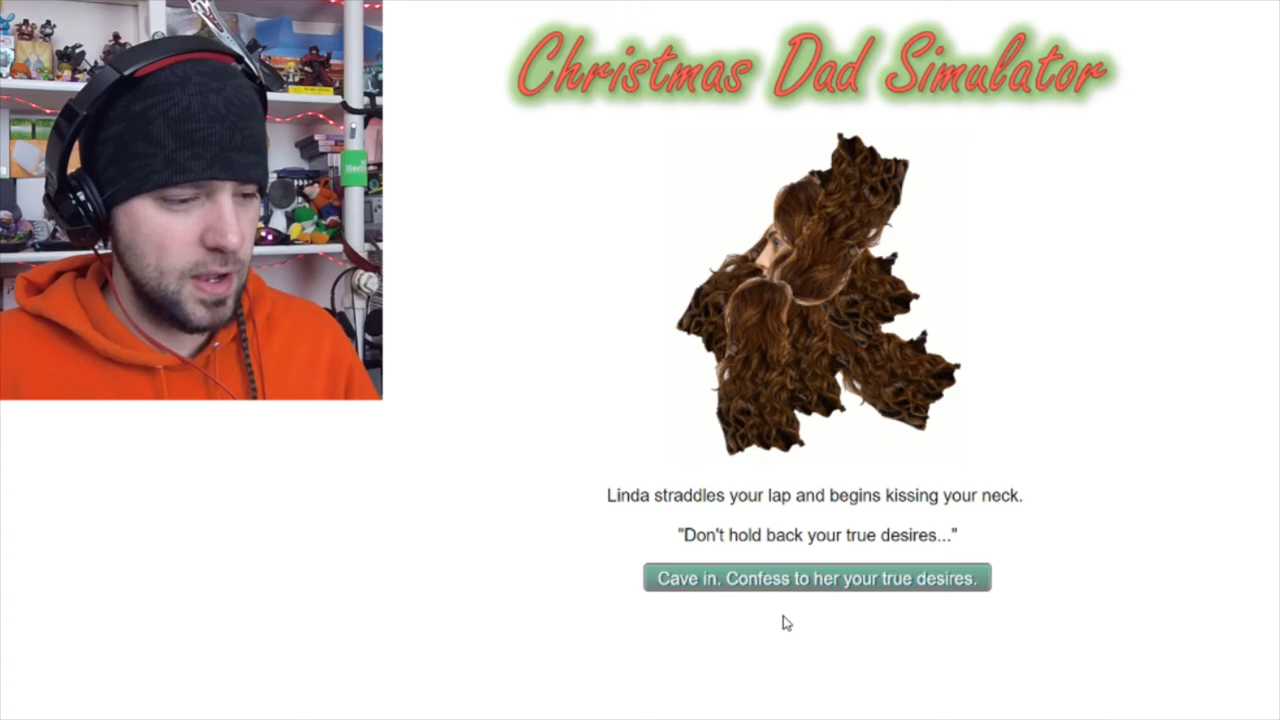 Christmas Dad Simulator
Linda straddles your lap and begins kissing your neck.
"Don't hold back your true desires..."
Cave in. Confess to her your true desires.